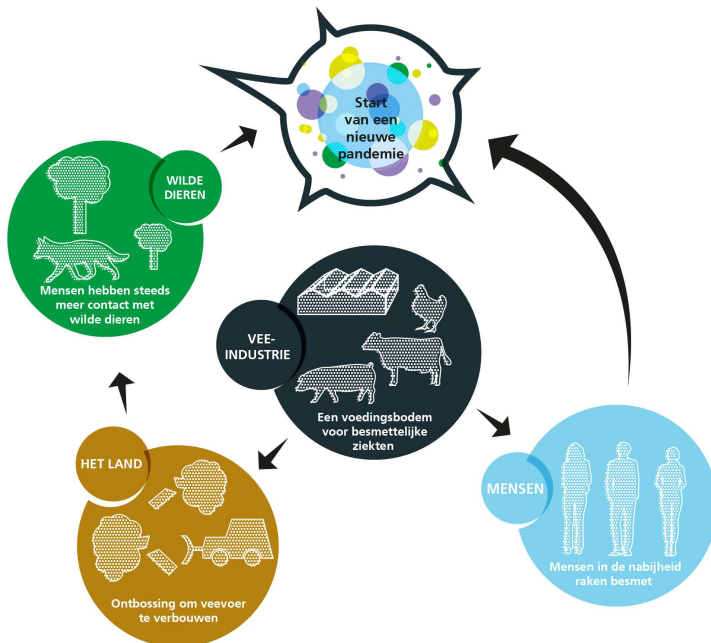 Start
van een
nieuwe
pandemie
WILDE
DIEREN
Mensen hebben steeds
meer contact met
wilde dieren
VEE-
INDUSTRIE
Een voedingsbodem
voor besmettelijke
ziekten
HET LAND
Ontbossing om veevoer
te verbouwen
MENSEN
Mensen in de nabijheid
raken besmet